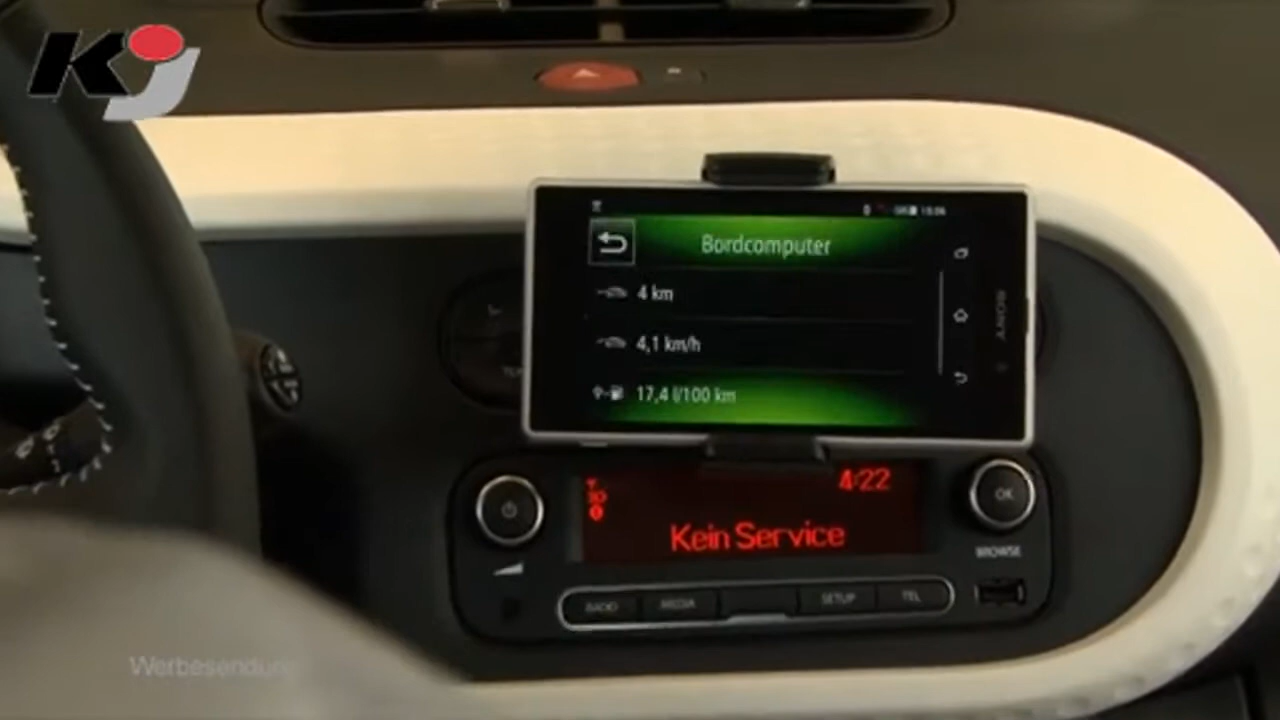 KJ
Bordcomputer
4 km
4,1 km/h
17,4 l/100 km
SONY
4:22
Kein Service
OK
BROWSE
RADIO
MEDIA
SETUP
TEL